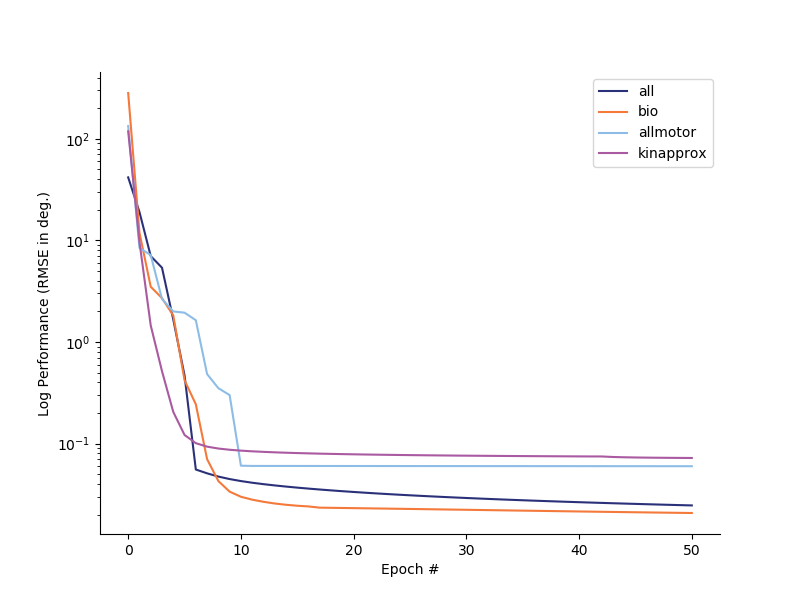 all
bio
allmotor
kinapprox
10²
10¹
10⁰
10⁻¹
Log Performance (RMSE in deg.)
0 10 20 30 40 50
Epoch #